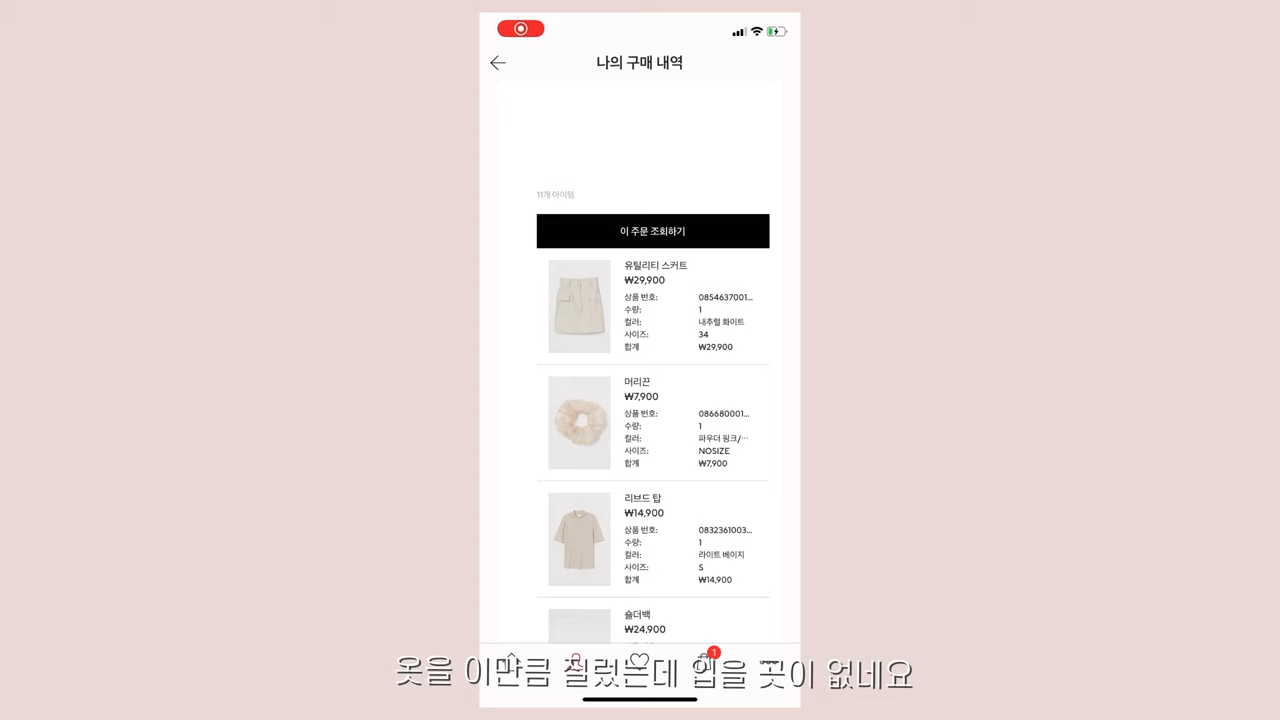 나의 구매 내역
11개 아이템
이 주문 조회하기
유틸리티 스커트
₩29,900
상품 번호: 0854637001...
수량: 1
컬러: 내추럴 화이트
사이즈: 34
합계 ₩29,900
머리끈
₩7,900
상품 번호: 086680001...
수량: 1
컬러: 파우더 핑크/...
사이즈: NOSIZE
합계 ₩7,900
리브드 탑
₩14,900
상품 번호: 0832361003...
수량: 1
컬러: 라이트 베이지
사이즈: S
합계 ₩14,900
숄더백
₩24,900
1
옷을 이만큼 질렀는데 입을 곳이 없네요